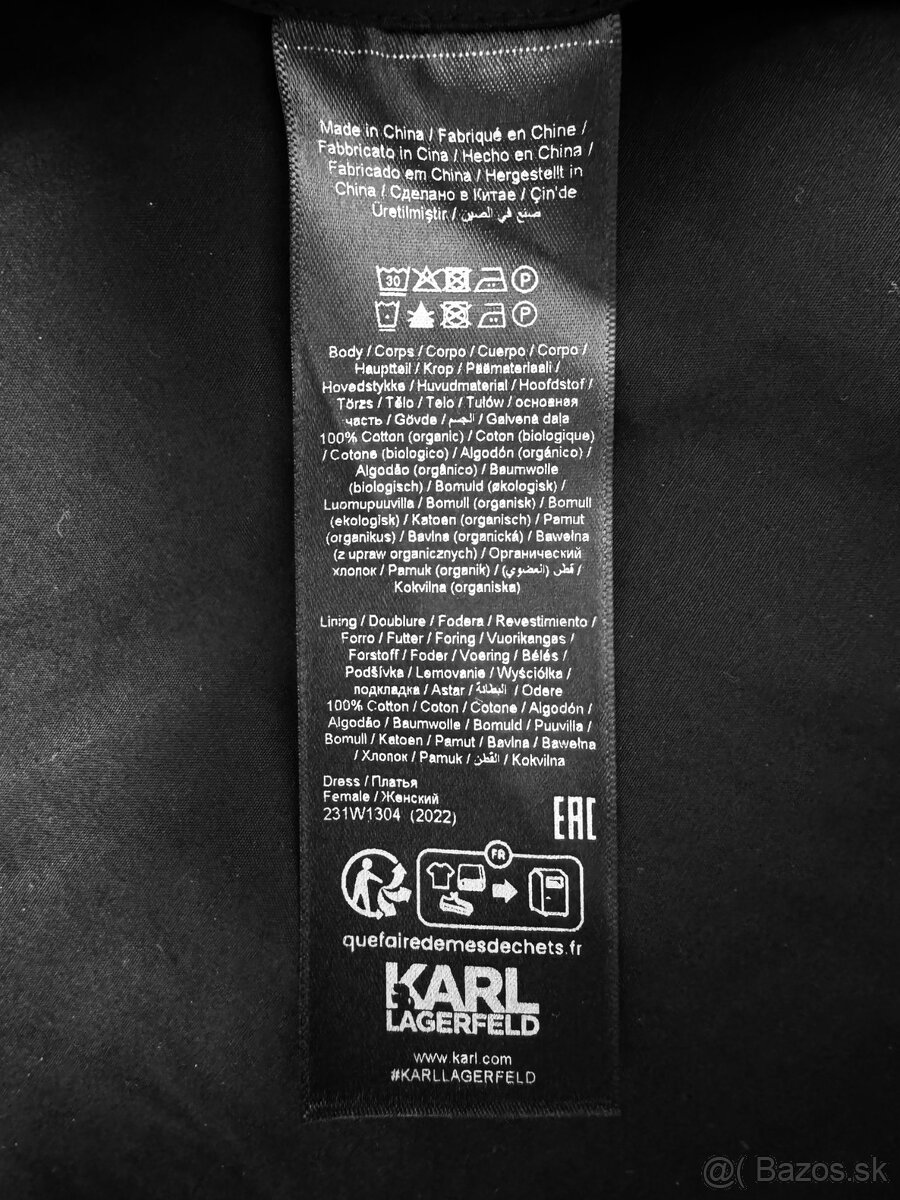 Made in China / Fabriqué en Chine /
Fabbricato in Cina / Hecho en China /
Fabricado em China / Hergestellt in
China / Сделано в Китае / Çin'de
Üretilmiştir / صنع في الصين
30 P
P
Body / Corps / Corpo / Cuerpo / Corpo /
Hauptteil / Krop / Päämateriaali /
Hovedstykke / Huvudmaterial / Hoofdstof /
Törzs / Tělo / Telo / Tułów / основная
часть / Gövde / الجسم / Galvenā daļa
100% Cotton (organic) / Coton (biologique)
/ Cotone (biologico) / Algodón (orgánico) /
Algodão (orgânico) / Baumwolle
(biologisch) / Bomuld (økologisk) /
Luomupuuvilla / Bomull (organisk) / Bomull
(ekologisk) / Katoen (organisch) / Pamut
(organikus) / Bavlna (organická) / Bawełna
(z upraw organicznych) / Органический
хлопок / Pamuk (organik) / قطن (العضوي) /
Kokvilna (organiska)
Lining / Doublure / Fodera / Revestimiento /
Forro / Futter / Foring / Vuorikangas /
Forstoff / Foder / Voering / Bélés /
Podšívka / Lemovanie / Wyściółka /
подкладка / Astar / البطانة / Odere
100% Cotton / Coton / Cotone / Algodón /
Algodão / Baumwolle / Bomuld / Puuvilla /
Bomull / Katoen / Pamut / Bavlna / Bawełna
/ Хлопок / Pamuk / القطن / Kokvilna
Dress / Платья
Female / Женский
231W1304 (2022)
EAC
FR
quefairedemesdechets.fr
KARL
LAGERFELD
www.karl.com
#KARLLAGERFELD
@( Bazos.sk